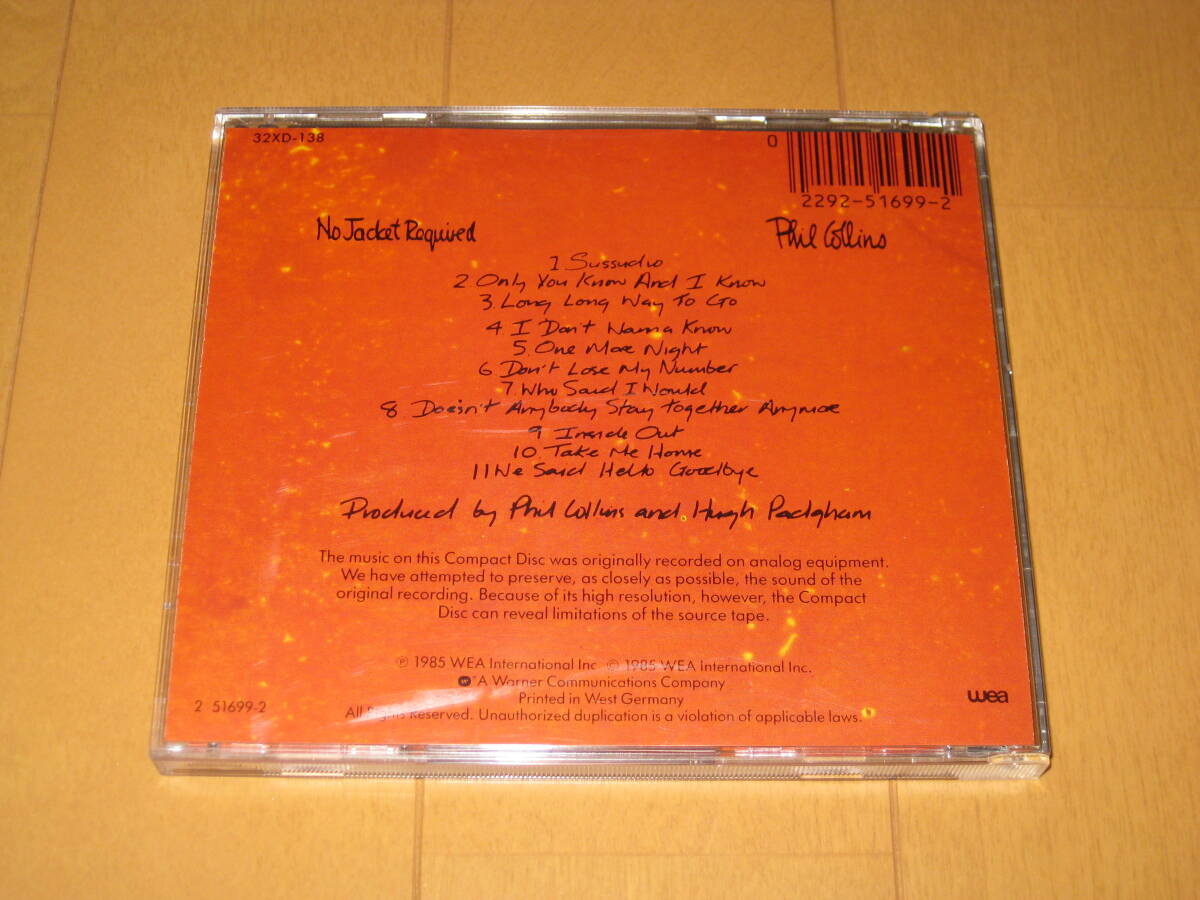 32XD-138
0
2292-51699-2
No Jacket Required
Phil Collins
1 Sussudio
2. Only You Know And I Know
3. Long Long Way To Go
4. I Don't Wanna Know
5. One More Night
6 Don't Lose My Number
7 Who Said I Would
8 Doesn't Anybody Stay Together Anymore
9 Inside Out
10. Take Me Home
11 We Said Hello Goodbye
Produced by Phil Collins and Hugh Padgham
The music on this Compact Disc was originally recorded on analog equipment.
We have attempted to preserve, as closely as possible, the sound of the
original recording. Because of its high resolution, however, the Compact
Disc can reveal limitations of the source tape.
℗ 1985 WEA International Inc. © 1985 WEA International Inc.
A Warner Communications Company
Printed in West Germany
2 51699-2
All Rights Reserved. Unauthorized duplication is a violation of applicable laws.
wea